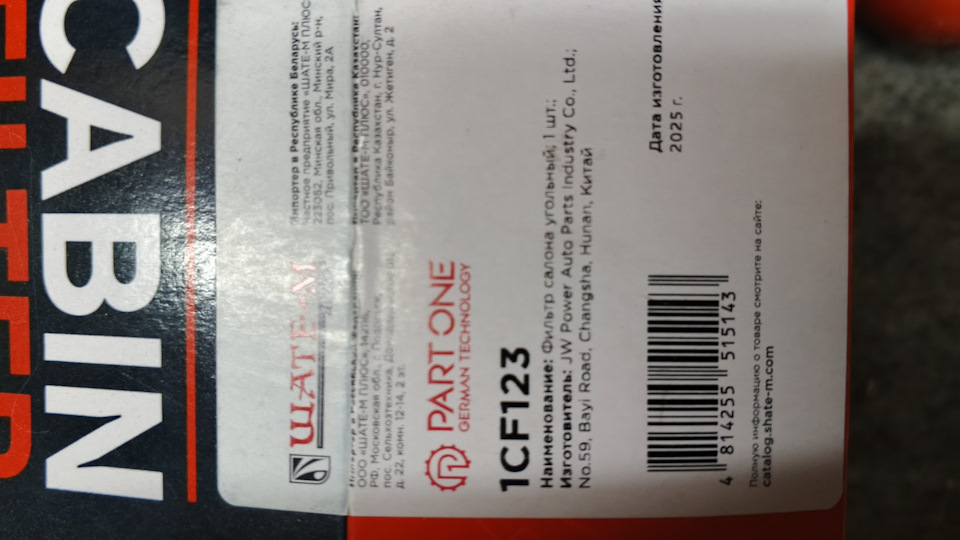 CABIN
FILTER
ШАТЕ-М
Импортер в Республике Беларусь:
частное предприятие «ШАТЕ-М ПЛЮС
223062, Минская обл., Минский р-н,
пос. Привольный, ул. Мира, 2А
ООО «ШАТЕ-М ПЛЮС»,
РФ, Московская обл., г.
пос. Сельхозтехника,
д. 22, комн. 12-14, 2 эт.
Республике Казахстан:
ТОО «ШАТЕ-М ПЛЮС», 010000,
Республика Казахстан, г. Нур-Султан,
район Байконыр, ул. Жетиген, д. 2
PART ONE
GERMAN TECHNOLOGY
1CF123
Наименование: Фильтр салона угольный; 1 шт.;
Изготовитель: JW Power Auto Parts Industry Co., Ltd.;
No.59, Bayi Road, Changsha, Hunan, Китай
Дата изготовления
2025 г.
4 814255 515143
Полную информацию о товаре смотрите на сайте:
catalog.shate-m.com